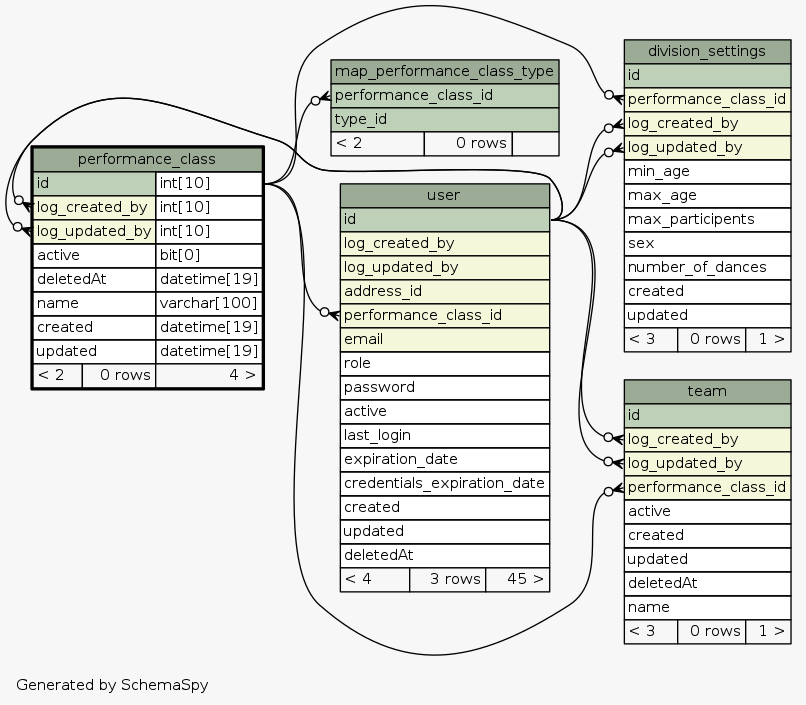 division_settings
id
performance_class_id
log_created_by
log_updated_by
min_age
max_age
max_participants
sex
number_of_dances
created
updated
< 3 0 rows 1 >
map_performance_class_type
performance_class_id
type_id
< 2 0 rows
performance_class
id int[10]
log_created_by int[10]
log_updated_by int[10]
active bit[0]
deletedAt datetime[19]
name varchar[100]
created datetime[19]
updated datetime[19]
< 2 0 rows 4 >
user
id
log_created_by
log_updated_by
address_id
performance_class_id
email
role
password
active
last_login
expiration_date
credentials_expiration_date
created
updated
deletedAt
< 4 3 rows 45 >
team
id
log_created_by
log_updated_by
performance_class_id
active
created
updated
deletedAt
name
< 3 0 rows 1 >
Generated by SchemaSpy